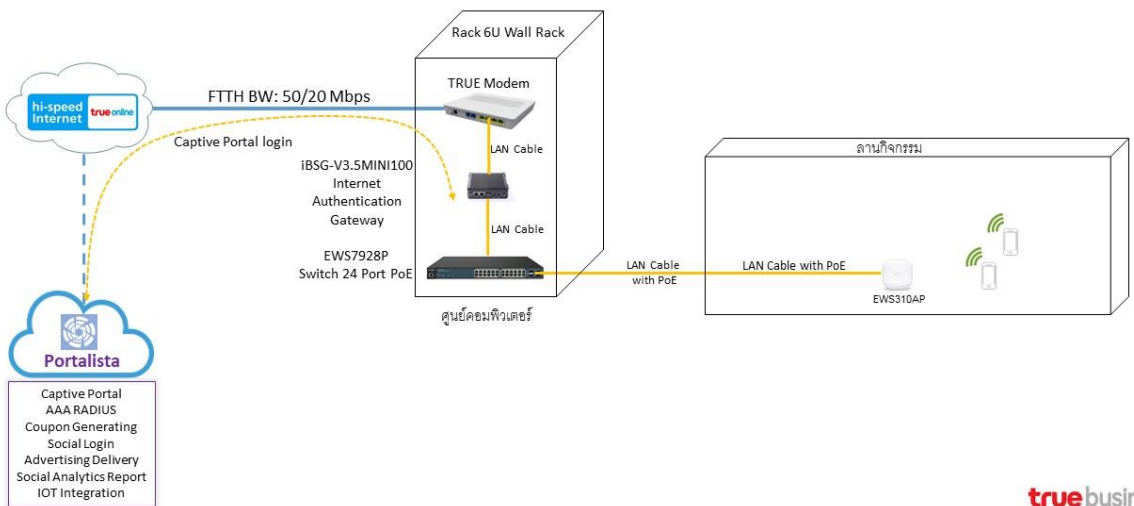 Rack 6U Wall Rack
TRUE Modem
hi-speed
Internet
true online
FTTH BW: 50/20 Mbps
Captive Portal login
LAN Cable
iBSG-V3.5MINI100
Internet
Authentication
Gateway
LAN Cable
EWS7928P
Switch 24 Port PoE
ศูนย์คอมพิวเตอร์
LAN Cable
with PoE
ลานกิจกรรม
LAN Cable with PoE
EWS310AP
Portalista
Captive Portal
AAA RADIUS
Coupon Generating
Social Login
Advertising Delivery
Social Analytics Report
IOT Integration
true busin